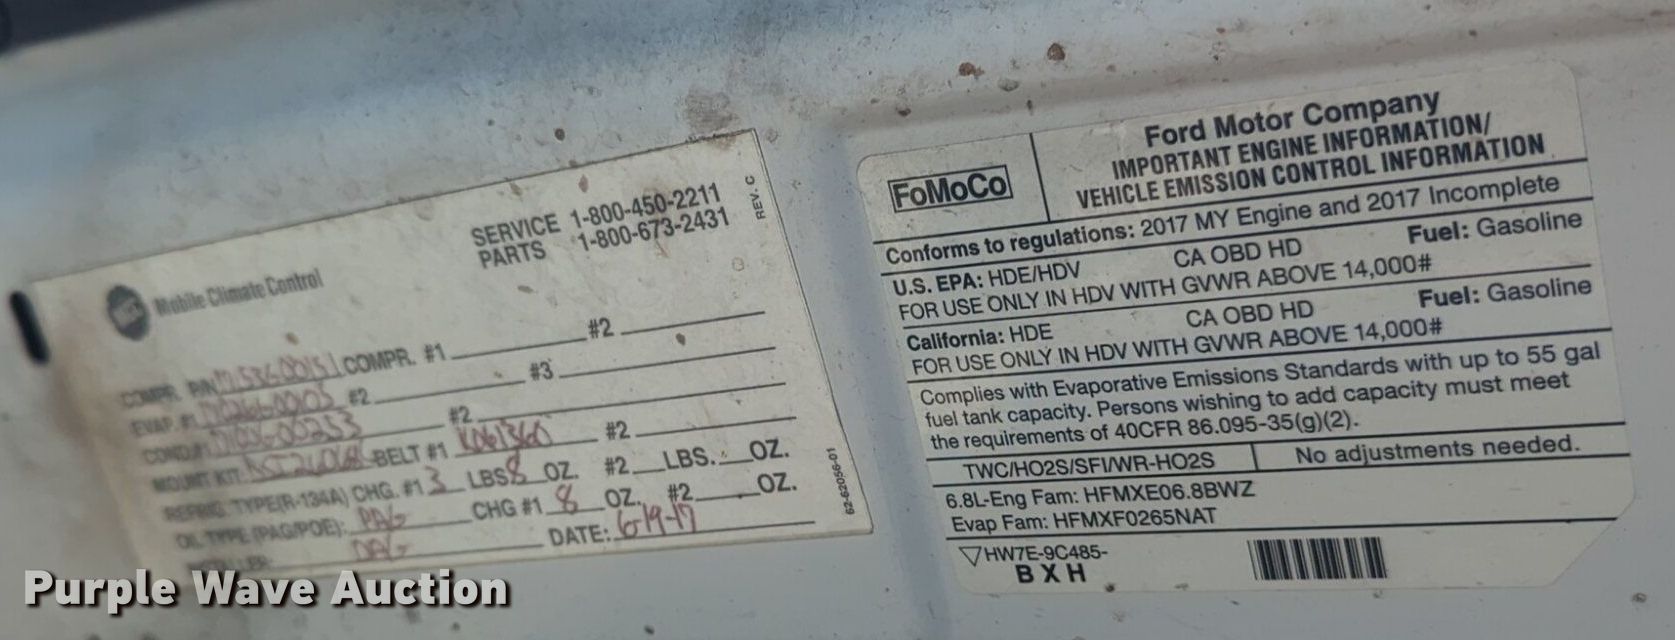 SERVICE 1-800-450-2211
PARTS 1-800-673-2431
REV. C
Mobile Climate Control
COMPR. P/N COMPR. #1 #2
EVAP. #1 #2 #3
COND. #1 #2
MOUNT KIT: BELT #1 K061360 #2
REFRIG. TYPE(R-134A) CHG. #1 3 LBS 8 OZ. #2 LBS. OZ.
OIL TYPE (PAG/POE): PAG CHG #1 8 OZ. #2 OZ.
DATE: 6-19-17
62-62056-01
FoMoCo
Ford Motor Company
IMPORTANT ENGINE INFORMATION/
VEHICLE EMISSION CONTROL INFORMATION
Conforms to regulations: 2017 MY Engine and 2017 Incomplete
U.S. EPA: HDE/HDV CA OBD HD Fuel: Gasoline
FOR USE ONLY IN HDV WITH GVWR ABOVE 14,000#
California: HDE CA OBD HD Fuel: Gasoline
FOR USE ONLY IN HDV WITH GVWR ABOVE 14,000#
Complies with Evaporative Emissions Standards with up to 55 gal
fuel tank capacity. Persons wishing to add capacity must meet
the requirements of 40CFR 86.095-35(g)(2).
TWC/HO2S/SFI/WR-HO2S No adjustments needed.
6.8L-Eng Fam: HFMXE06.8BWZ
Evap Fam: HFMXF0265NAT
HW7E-9C485-
B X H
Purple Wave Auction